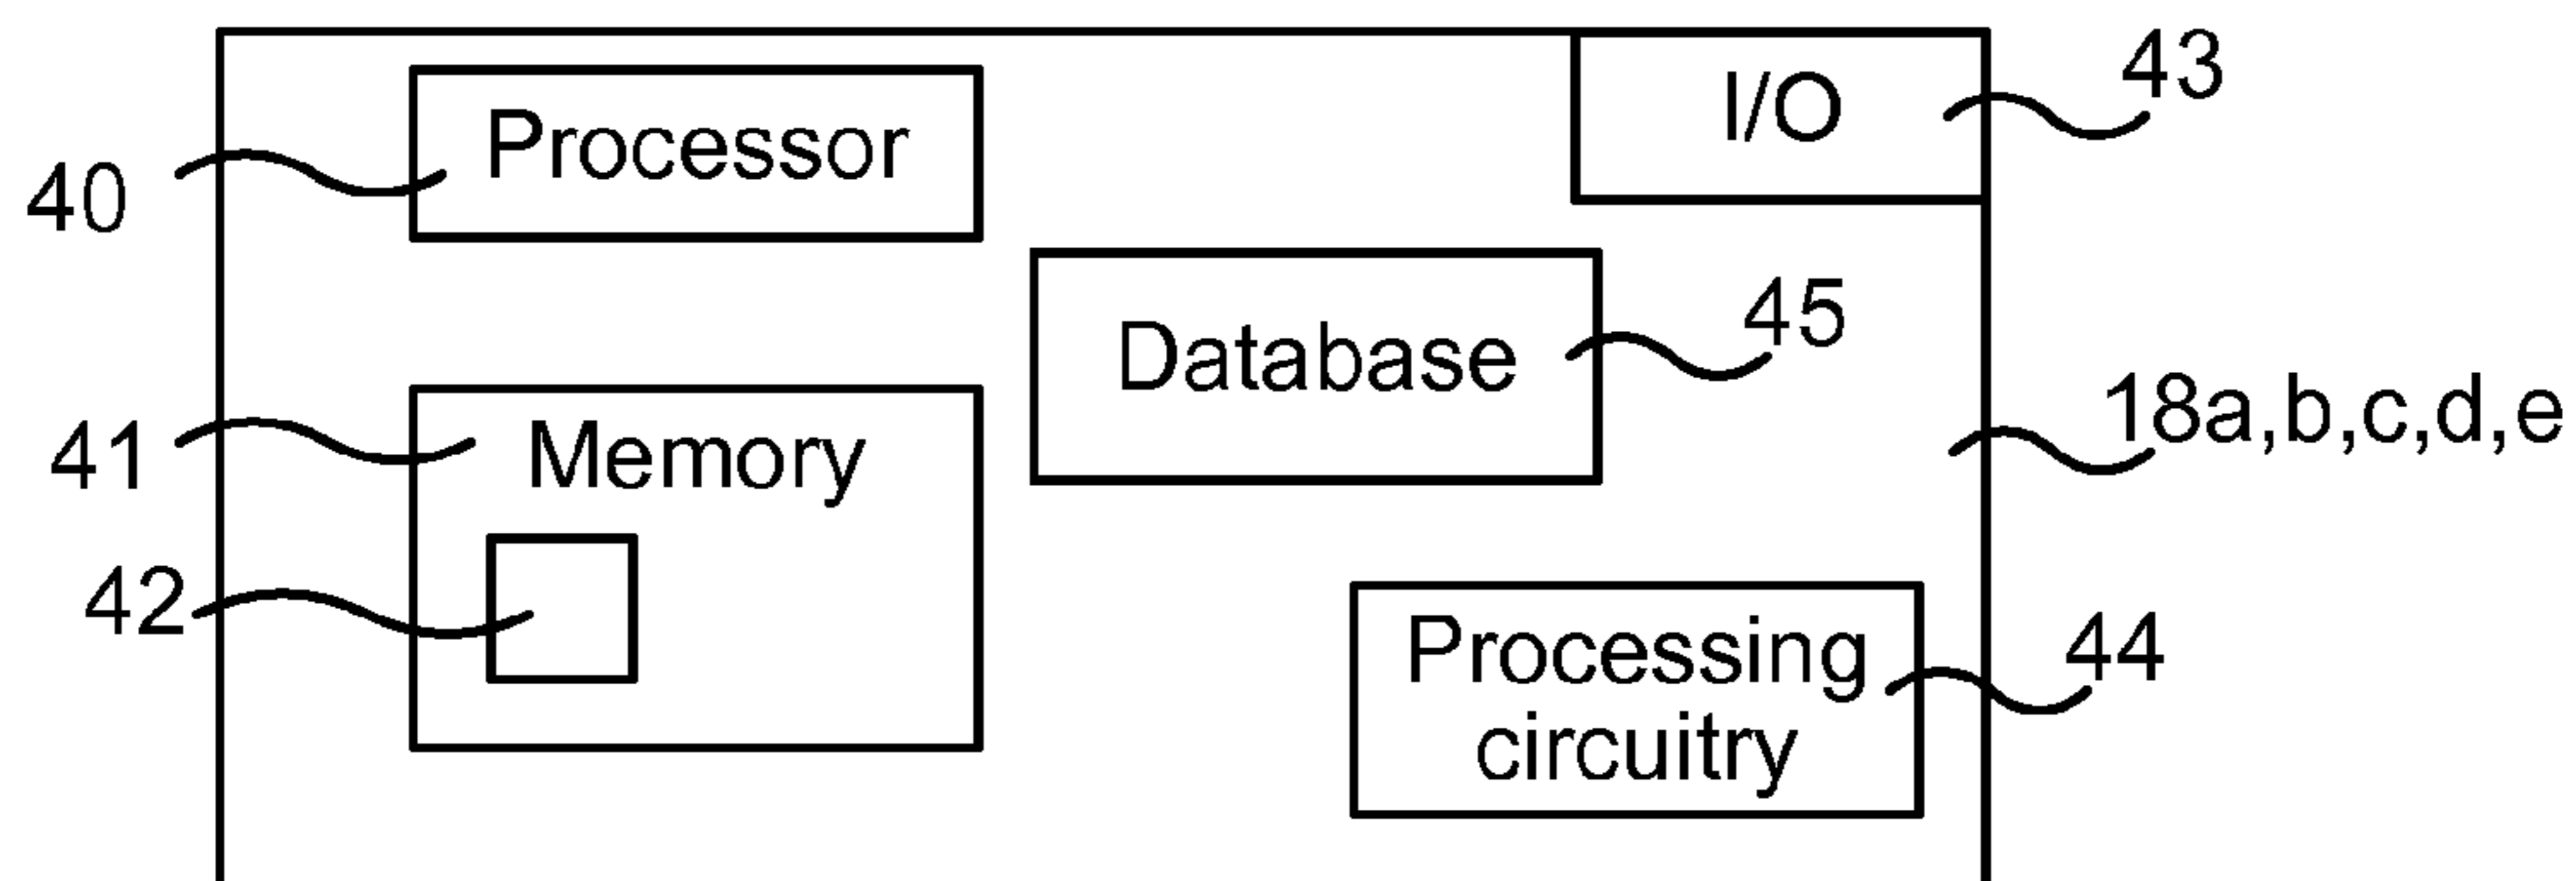 Processor
I/O
43
40
Database
45
18a,b,c,d,e
41
Memory
42
Processing
circuitry
44